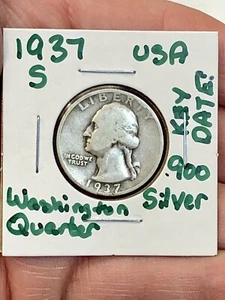 1937 USA
S
KEY
DATE:
LIBERTY
IN GOD WE
TRUST
1937
.900
Washington Silver
Quarter